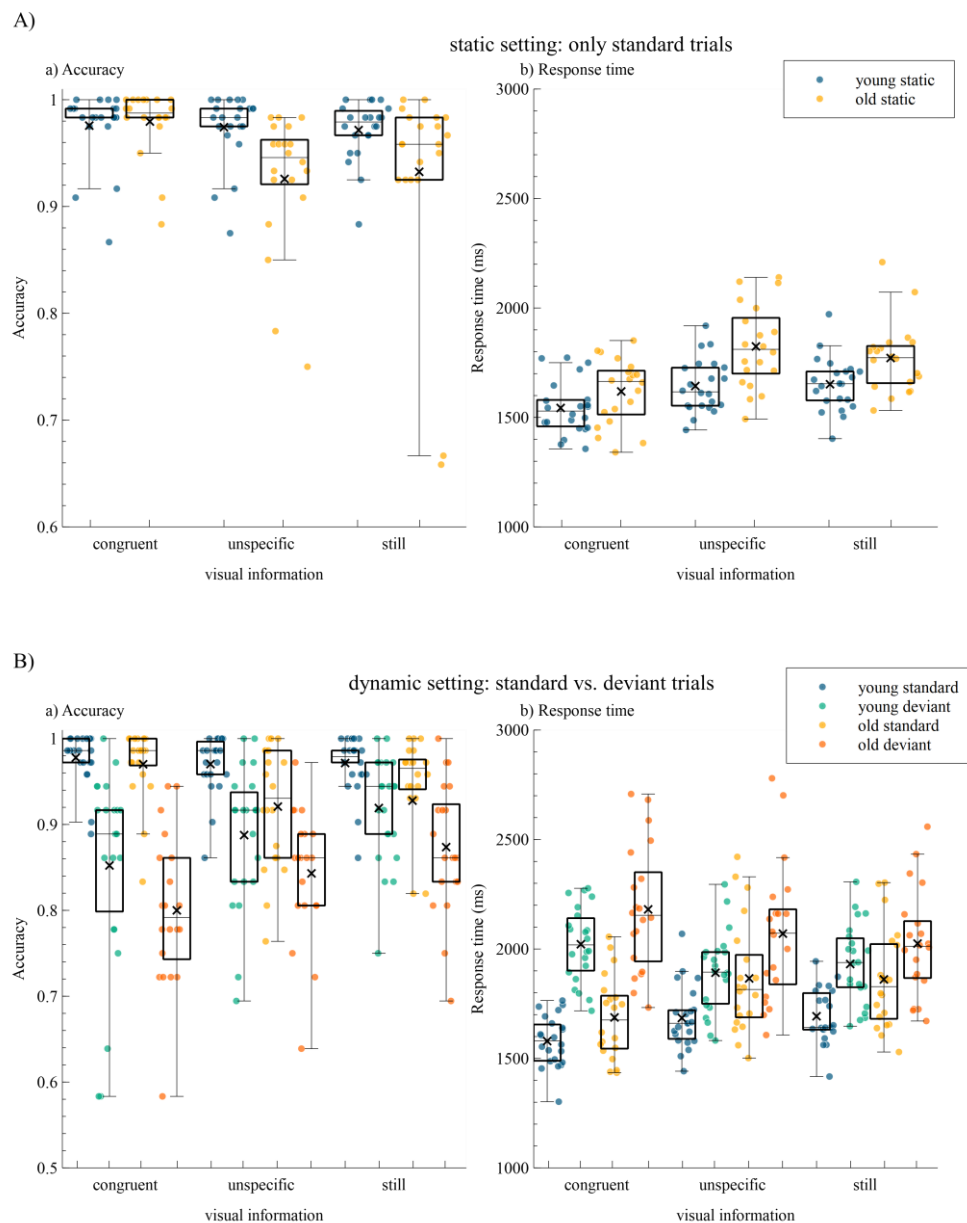 A)
static setting: only standard trials
a) Accuracy
b) Response time
young static
old static
1
0.9
0.8
0.7
0.6
Accuracy
congruent
unspecific
still
visual information
3000
2500
2000
1500
1000
Response time (ms)
congruent
unspecific
still
visual information
B)
dynamic setting: standard vs. deviant trials
a) Accuracy
b) Response time
young standard
young deviant
old standard
old deviant
1
0.9
0.8
0.7
0.6
0.5
Accuracy
congruent
unspecific
still
visual information
3000
2500
2000
1500
1000
Response time (ms)
congruent
unspecific
still
visual information